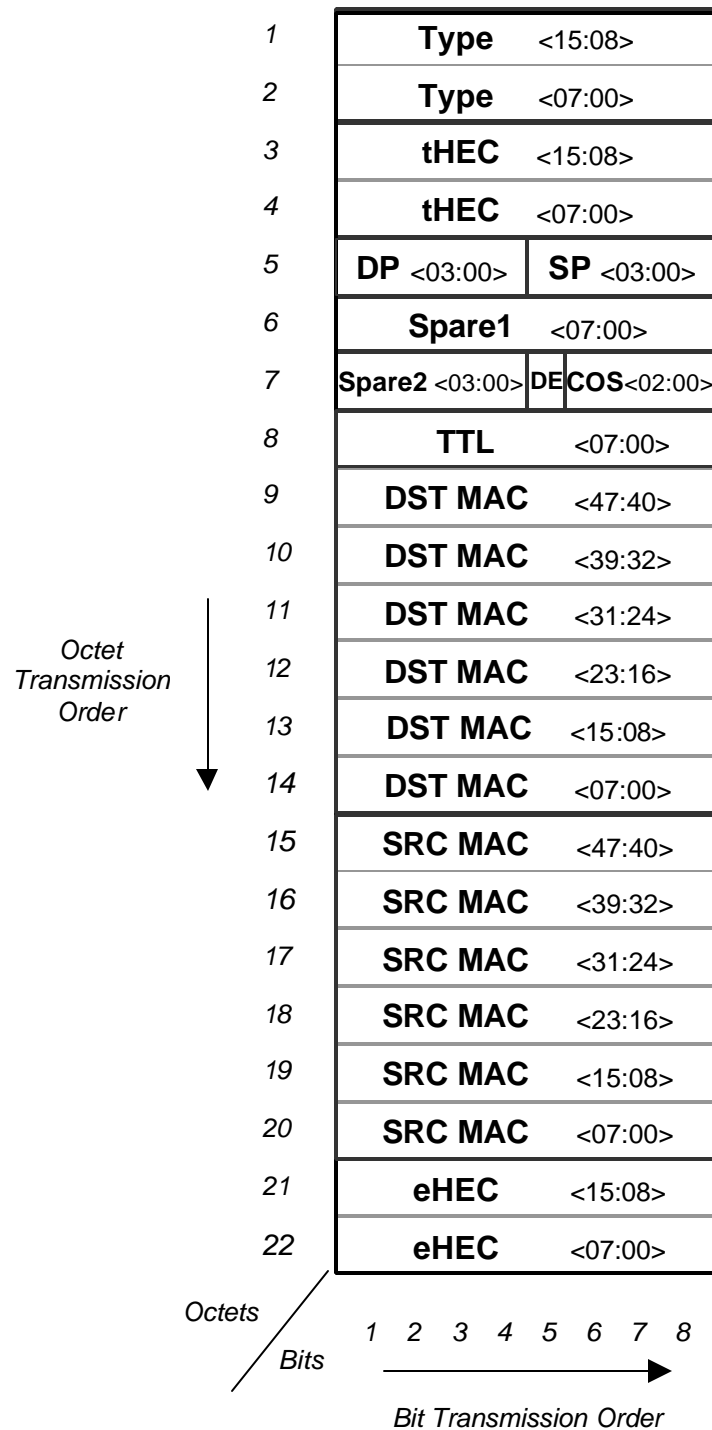 1 Type <15:08>
2 Type <07:00>
3 tHEC <15:08>
4 tHEC <07:00>
5 DP <03:00> SP <03:00>
6 Spare1 <07:00>
7 Spare2 <03:00> DE COS<02:00>
8 TTL <07:00>
9 DST MAC <47:40>
10 DST MAC <39:32>
11 DST MAC <31:24>
12 DST MAC <23:16>
13 DST MAC <15:08>
14 DST MAC <07:00>
Octet
Transmission
Order
15 SRC MAC <47:40>
16 SRC MAC <39:32>
17 SRC MAC <31:24>
18 SRC MAC <23:16>
19 SRC MAC <15:08>
20 SRC MAC <07:00>
21 eHEC <15:08>
22 eHEC <07:00>
Octets
Bits
1 2 3 4 5 6 7 8
Bit Transmission Order